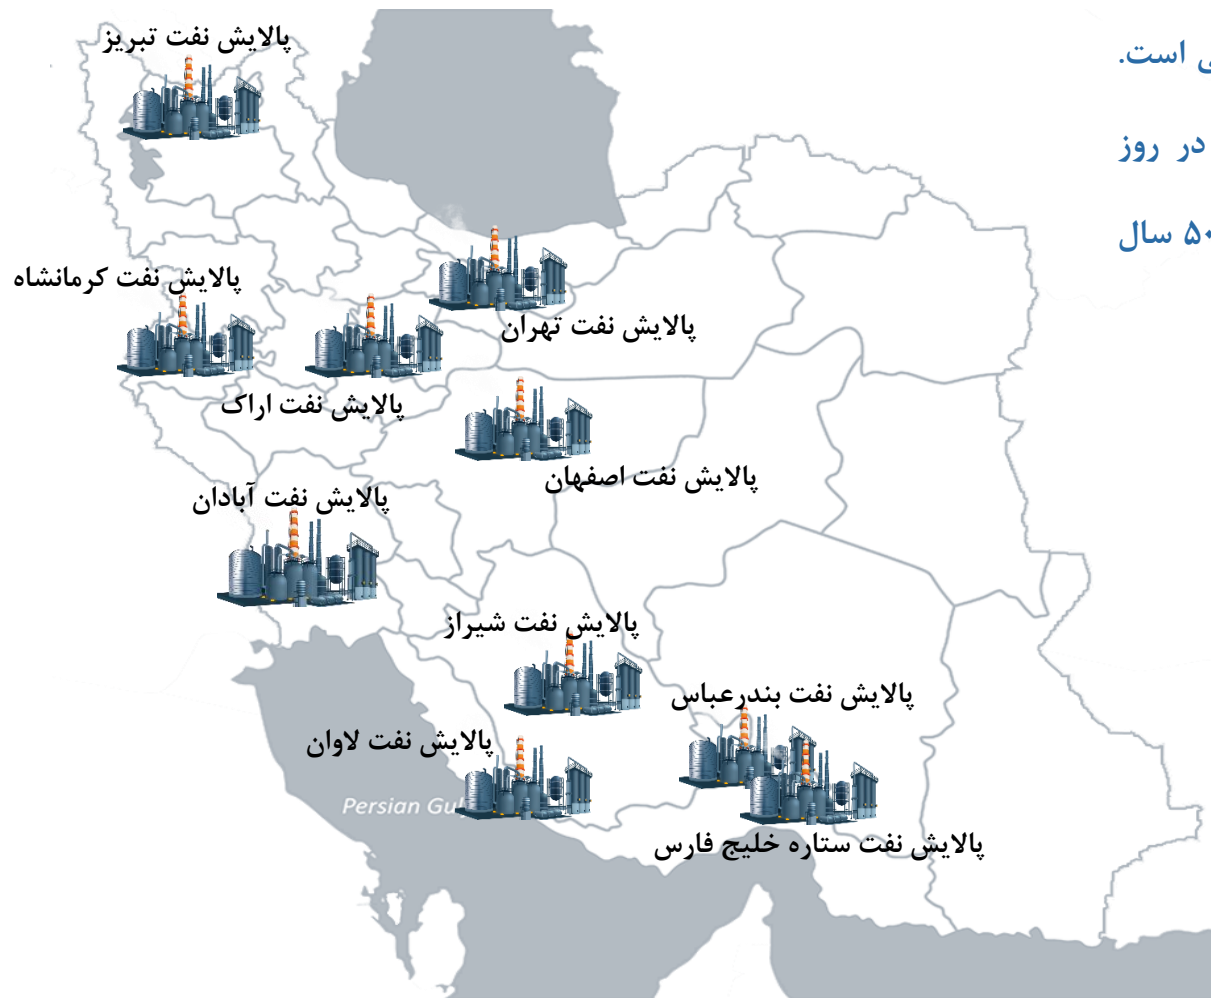 پالایش نفت تبریز
ی است.
در روز
۵۰ سال
پالایش نفت کرمانشاه
پالایش نفت تهران
پالایش نفت اراک
پالایش نفت اصفهان
پالایش نفت آبادان
پالایش نفت شیراز
پالایش نفت بندرعباس
پالایش نفت لاوان
Persian Gul
پالایش نفت ستاره خلیج فارس